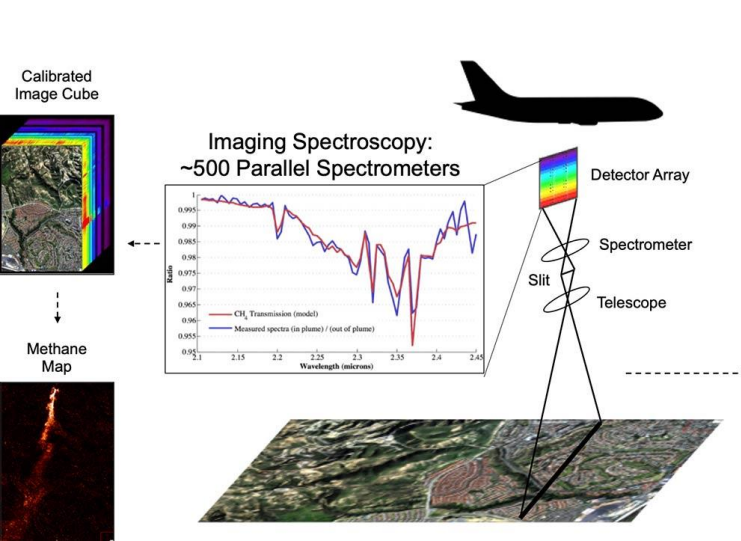 Calibrated
Image Cube
Imaging Spectroscopy:
~500 Parallel Spectrometers
Detector Array
Spectrometer
Slit
Telescope
Methane
Map
1
0.995
0.99
0.985
0.98
0.975
0.97
0.965
0.96
0.955
0.95
Ratio
CH4 Transmission (model)
Measured spectra (in plume) / (out of plume)
2.1 2.15 2.2 2.25 2.3 2.35 2.4 2.45
Wavelength (microns)